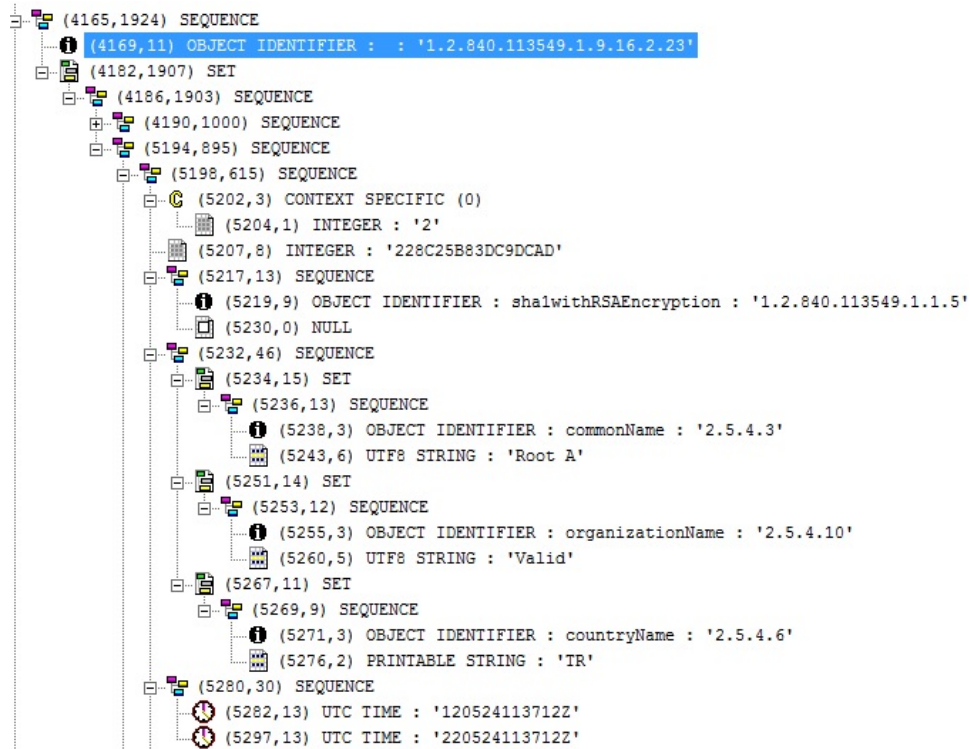 (4165,1924) SEQUENCE
(4169,11) OBJECT IDENTIFIER : : '1.2.840.113549.1.9.16.2.23'
(4182,1907) SET
(4186,1903) SEQUENCE
(4190,1000) SEQUENCE
(5194,895) SEQUENCE
(5198,615) SEQUENCE
C (5202,3) CONTEXT SPECIFIC (0)
(5204,1) INTEGER : '2'
(5207,8) INTEGER : '228C25B83DC9DCAD'
(5217,13) SEQUENCE
(5219,9) OBJECT IDENTIFIER : sha1withRSAEncryption : '1.2.840.113549.1.1.5'
(5230,0) NULL
(5232,46) SEQUENCE
(5234,15) SET
(5236,13) SEQUENCE
(5238,3) OBJECT IDENTIFIER : commonName : '2.5.4.3'
(5243,6) UTF8 STRING : 'Root A'
(5251,14) SET
(5253,12) SEQUENCE
(5255,3) OBJECT IDENTIFIER : organizationName : '2.5.4.10'
(5260,5) UTF8 STRING : 'Valid'
(5267,11) SET
(5269,9) SEQUENCE
(5271,3) OBJECT IDENTIFIER : countryName : '2.5.4.6'
(5276,2) PRINTABLE STRING : 'TR'
(5280,30) SEQUENCE
(5282,13) UTC TIME : '120524113712Z'
(5297,13) UTC TIME : '220524113712Z'